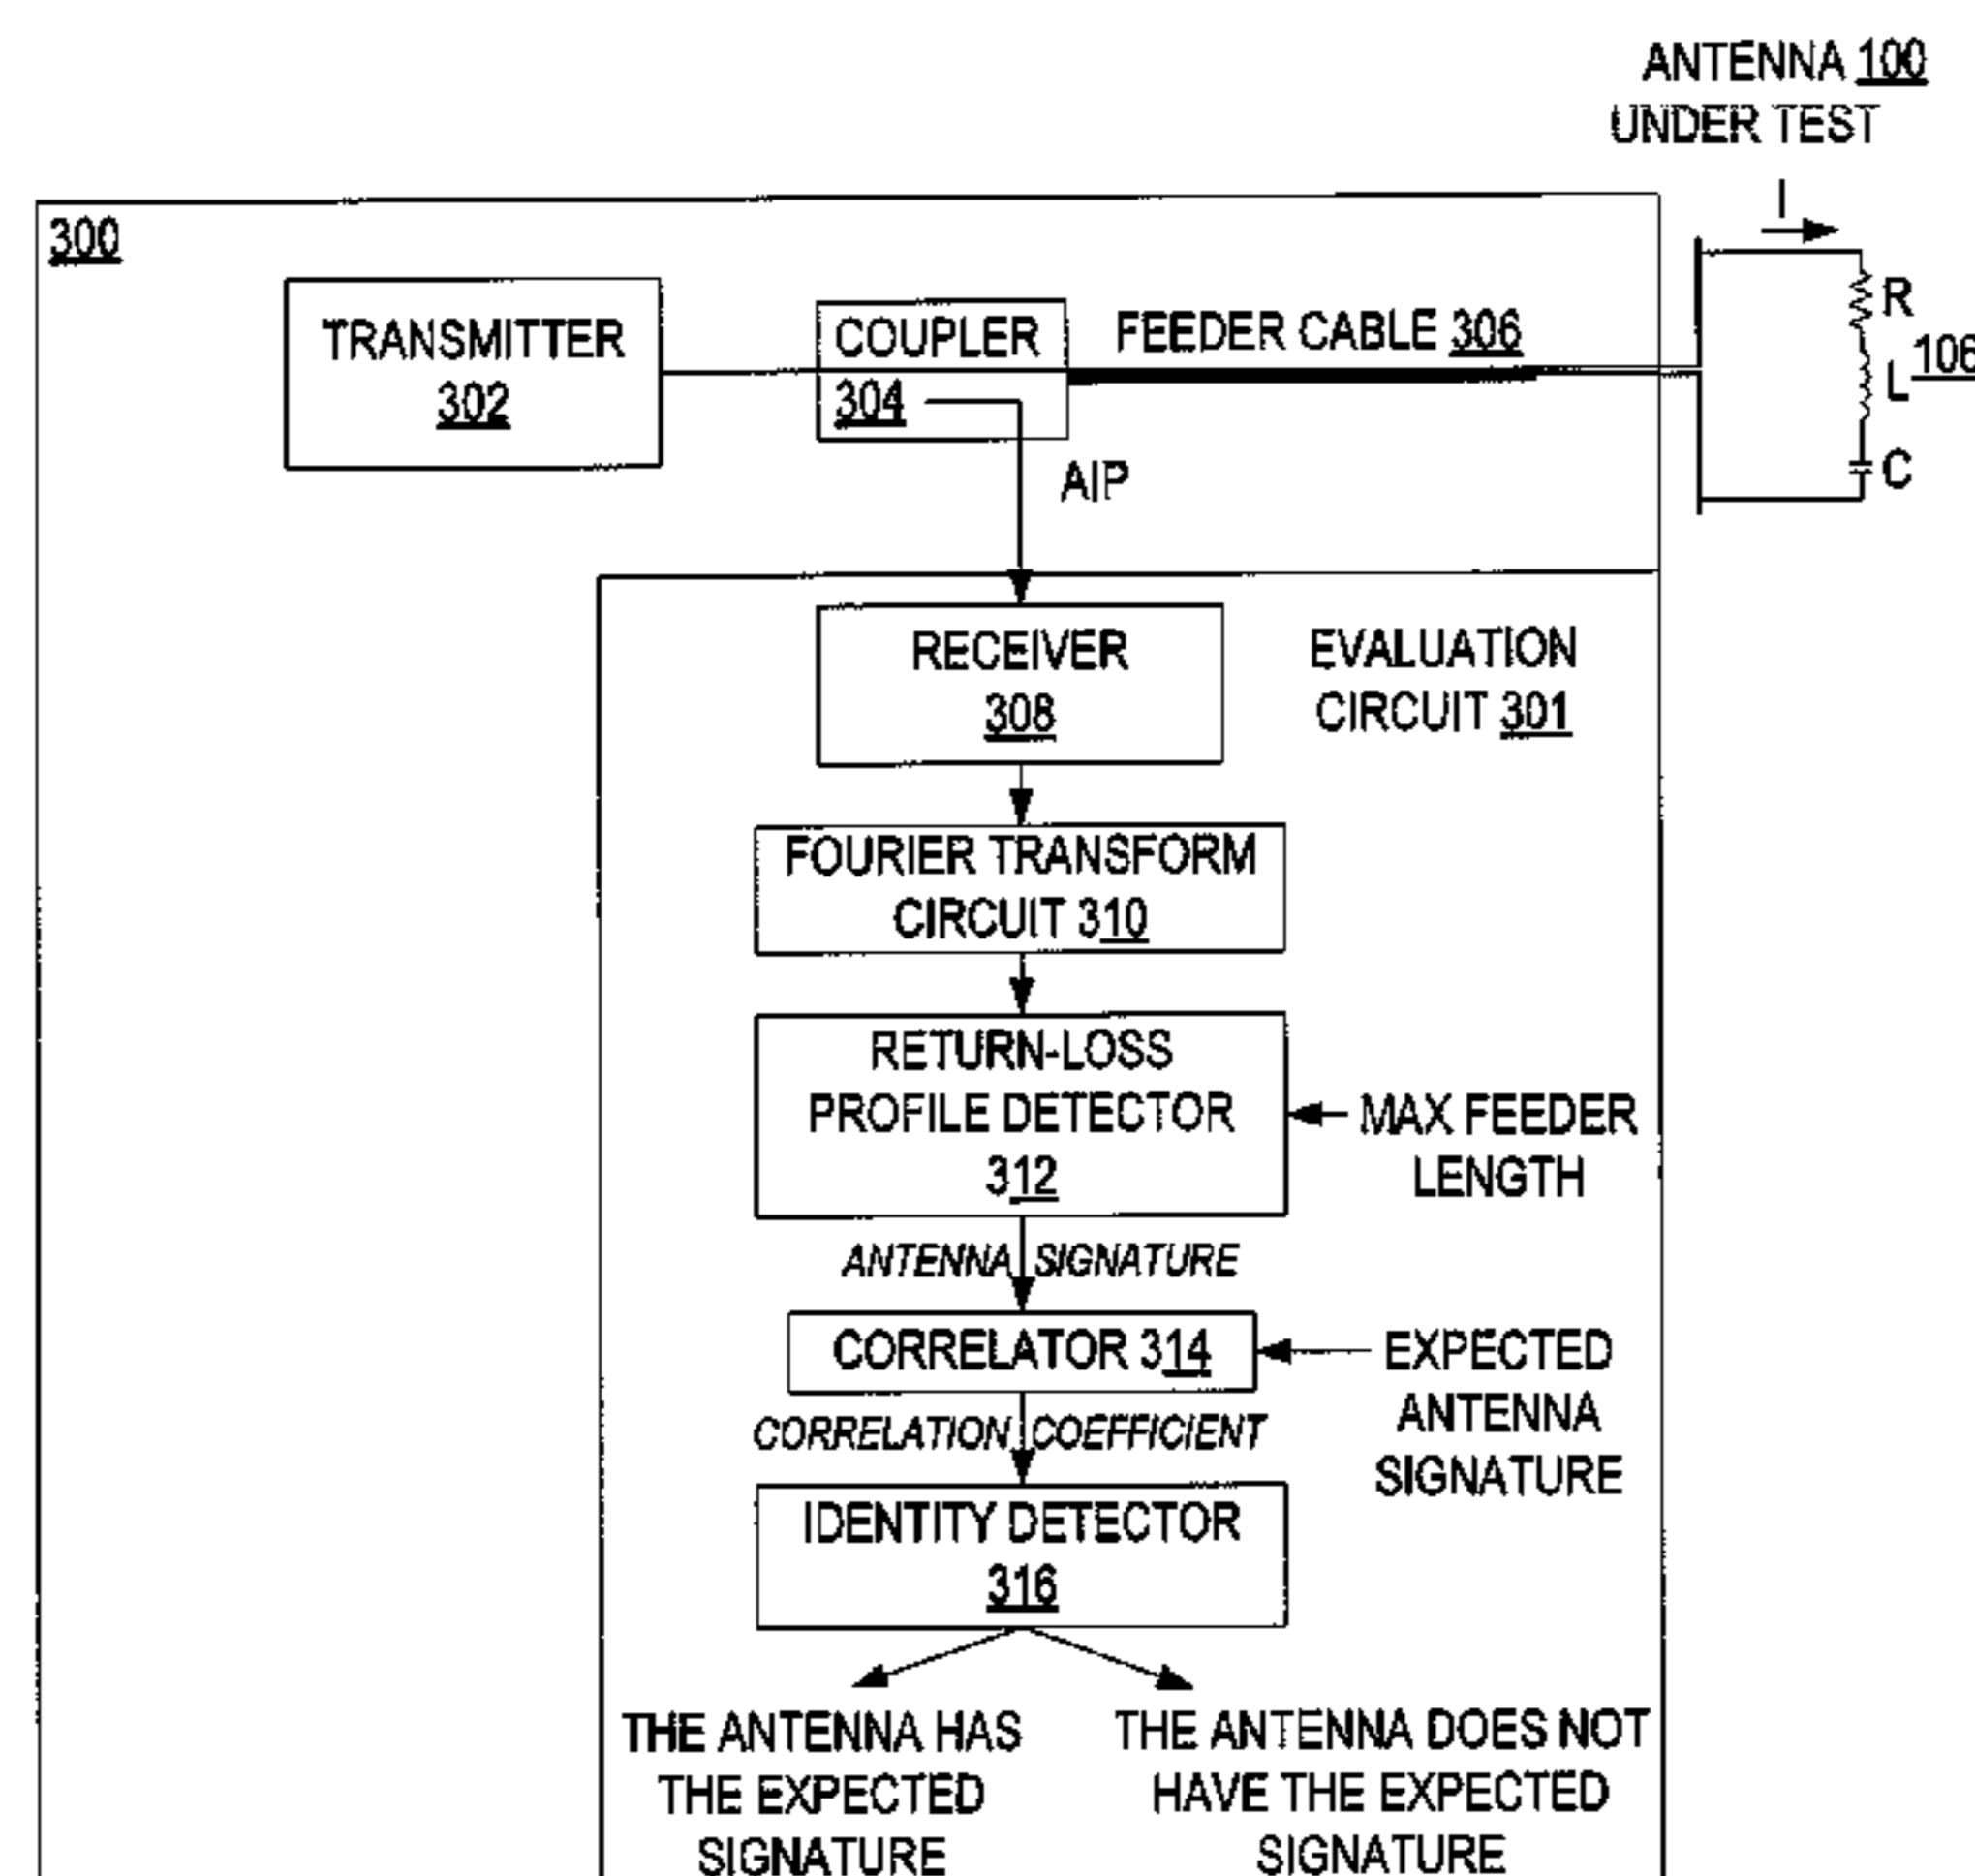 ANTENNA 100
UNDER TEST
I
300
TRANSMITTER
302
COUPLER
304
FEEDER CABLE 306
R
L
106
C
AIP
RECEIVER
308
EVALUATION
CIRCUIT 301
FOURIER TRANSFORM
CIRCUIT 310
RETURN-LOSS
PROFILE DETECTOR
312
MAX FEEDER
LENGTH
ANTENNA SIGNATURE
CORRELATOR 314
EXPECTED
ANTENNA
SIGNATURE
CORRELATION COEFFICIENT
IDENTITY DETECTOR
316
THE ANTENNA HAS
THE EXPECTED
SIGNATURE
THE ANTENNA DOES NOT
HAVE THE EXPECTED
SIGNATURE